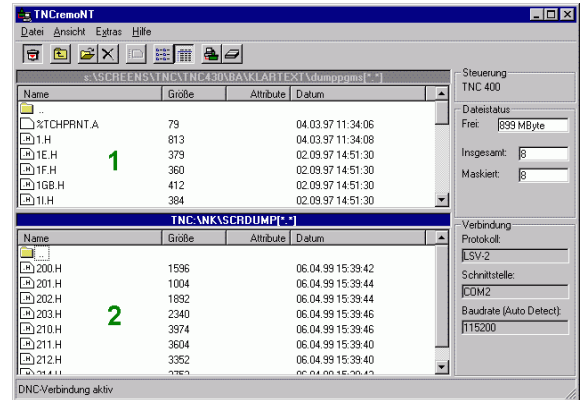 TNCremoNT
Datei Ansicht Extras Hilfe
s:\SCREENS\TNC\TNC430\BA\KLARTEXT\dumppgms[*.*]
Name Größe Attribute Datum
..
%TCHPRNT.A 79 04.03.97 11:34:06
1.H 813 04.03.97 11:34:08
1E.H 379 02.09.97 14:51:30
1F.H 360 02.09.97 14:51:30
1GB.H 412 02.09.97 14:51:30
1I.H 384 02.09.97 14:51:30
1
TNC:\NK\SCRDUMP[*.*]
Name Größe Attribute Datum
..
200.H 1596 06.04.99 15:39:42
201.H 1004 06.04.99 15:39:44
202.H 1892 06.04.99 15:39:44
203.H 2340 06.04.99 15:39:46
210.H 3974 06.04.99 15:39:46
211.H 3604 06.04.99 15:39:40
212.H 3352 06.04.99 15:39:40
214.H 2752 06.04.99 15:39:42
2
Steuerung
TNC 400
Dateistatus
Frei: 899 MByte
Insgesamt: 8
Maskiert: 8
Verbindung
Protokoll:
LSV-2
Schnittstelle:
COM2
Baudrate (Auto Detect):
115200
DNC-Verbindung aktiv